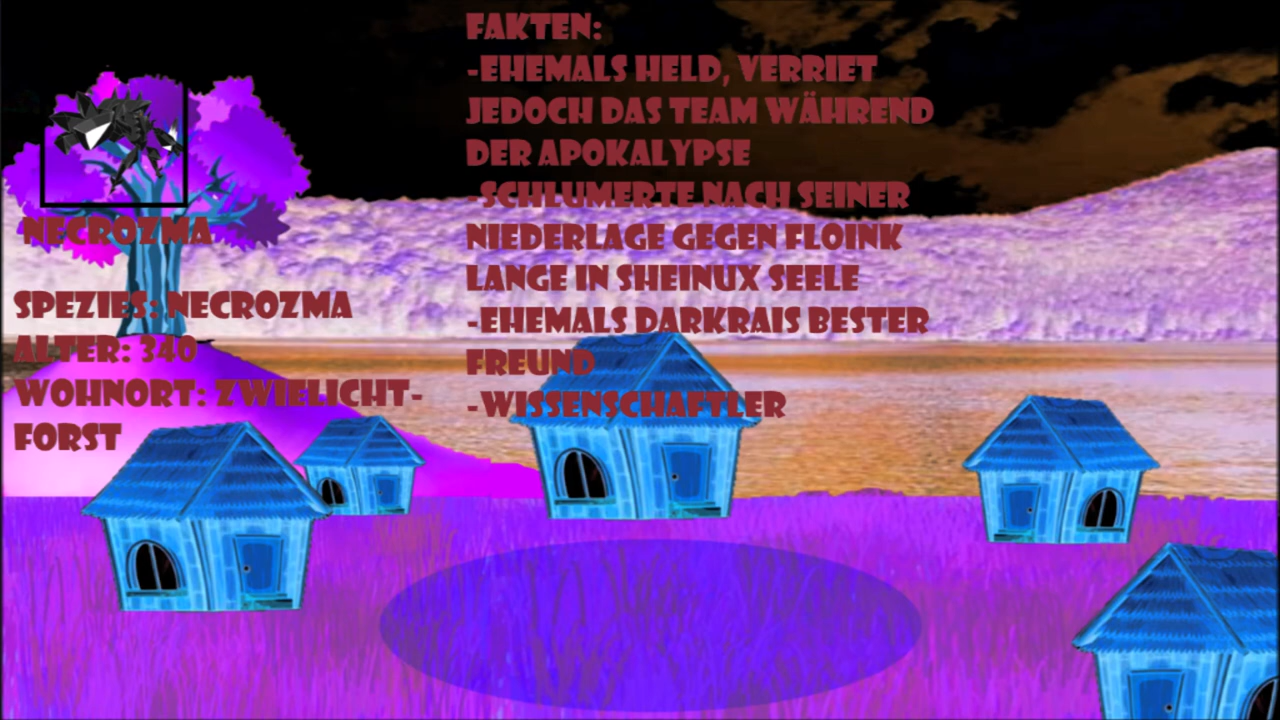 NECROZMA
SPEZIES: NECROZMA
ALTER: 340
WOHNORT: ZWIELICHT-
FORST
FAKTEN:
-EHEMALS HELD, VERRIET
JEDOCH DAS TEAM WÄHREND
DER APOKALYPSE
-SCHLUMERTE NACH SEINER
NIEDERLAGE GEGEN FLOINK
LANGE IN SHEINUX SEELE
-EHEMALS DARKRAIS BESTER
FREUND
-WISSENSCHAFTLER